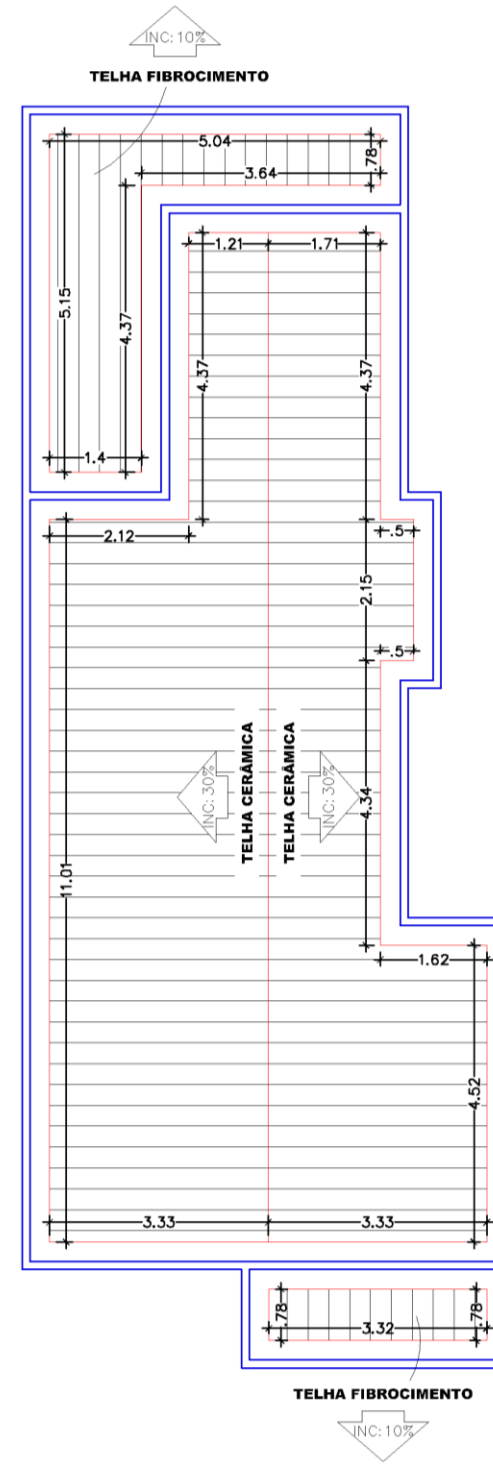 INC: 10%
TELHA FIBROCIMENTO
5.04
.78
3.64
1.21
1.71
5.15
4.37
4.37
4.37
1.4
2.12
.5
2.15
.5
TELHA CERÂMICA
TELHA CERÂMICA
INC: 30%
INC: 30%
4.34
11.01
1.62
4.52
3.33
3.33
.78
3.32
.78
TELHA FIBROCIMENTO
INC: 10%